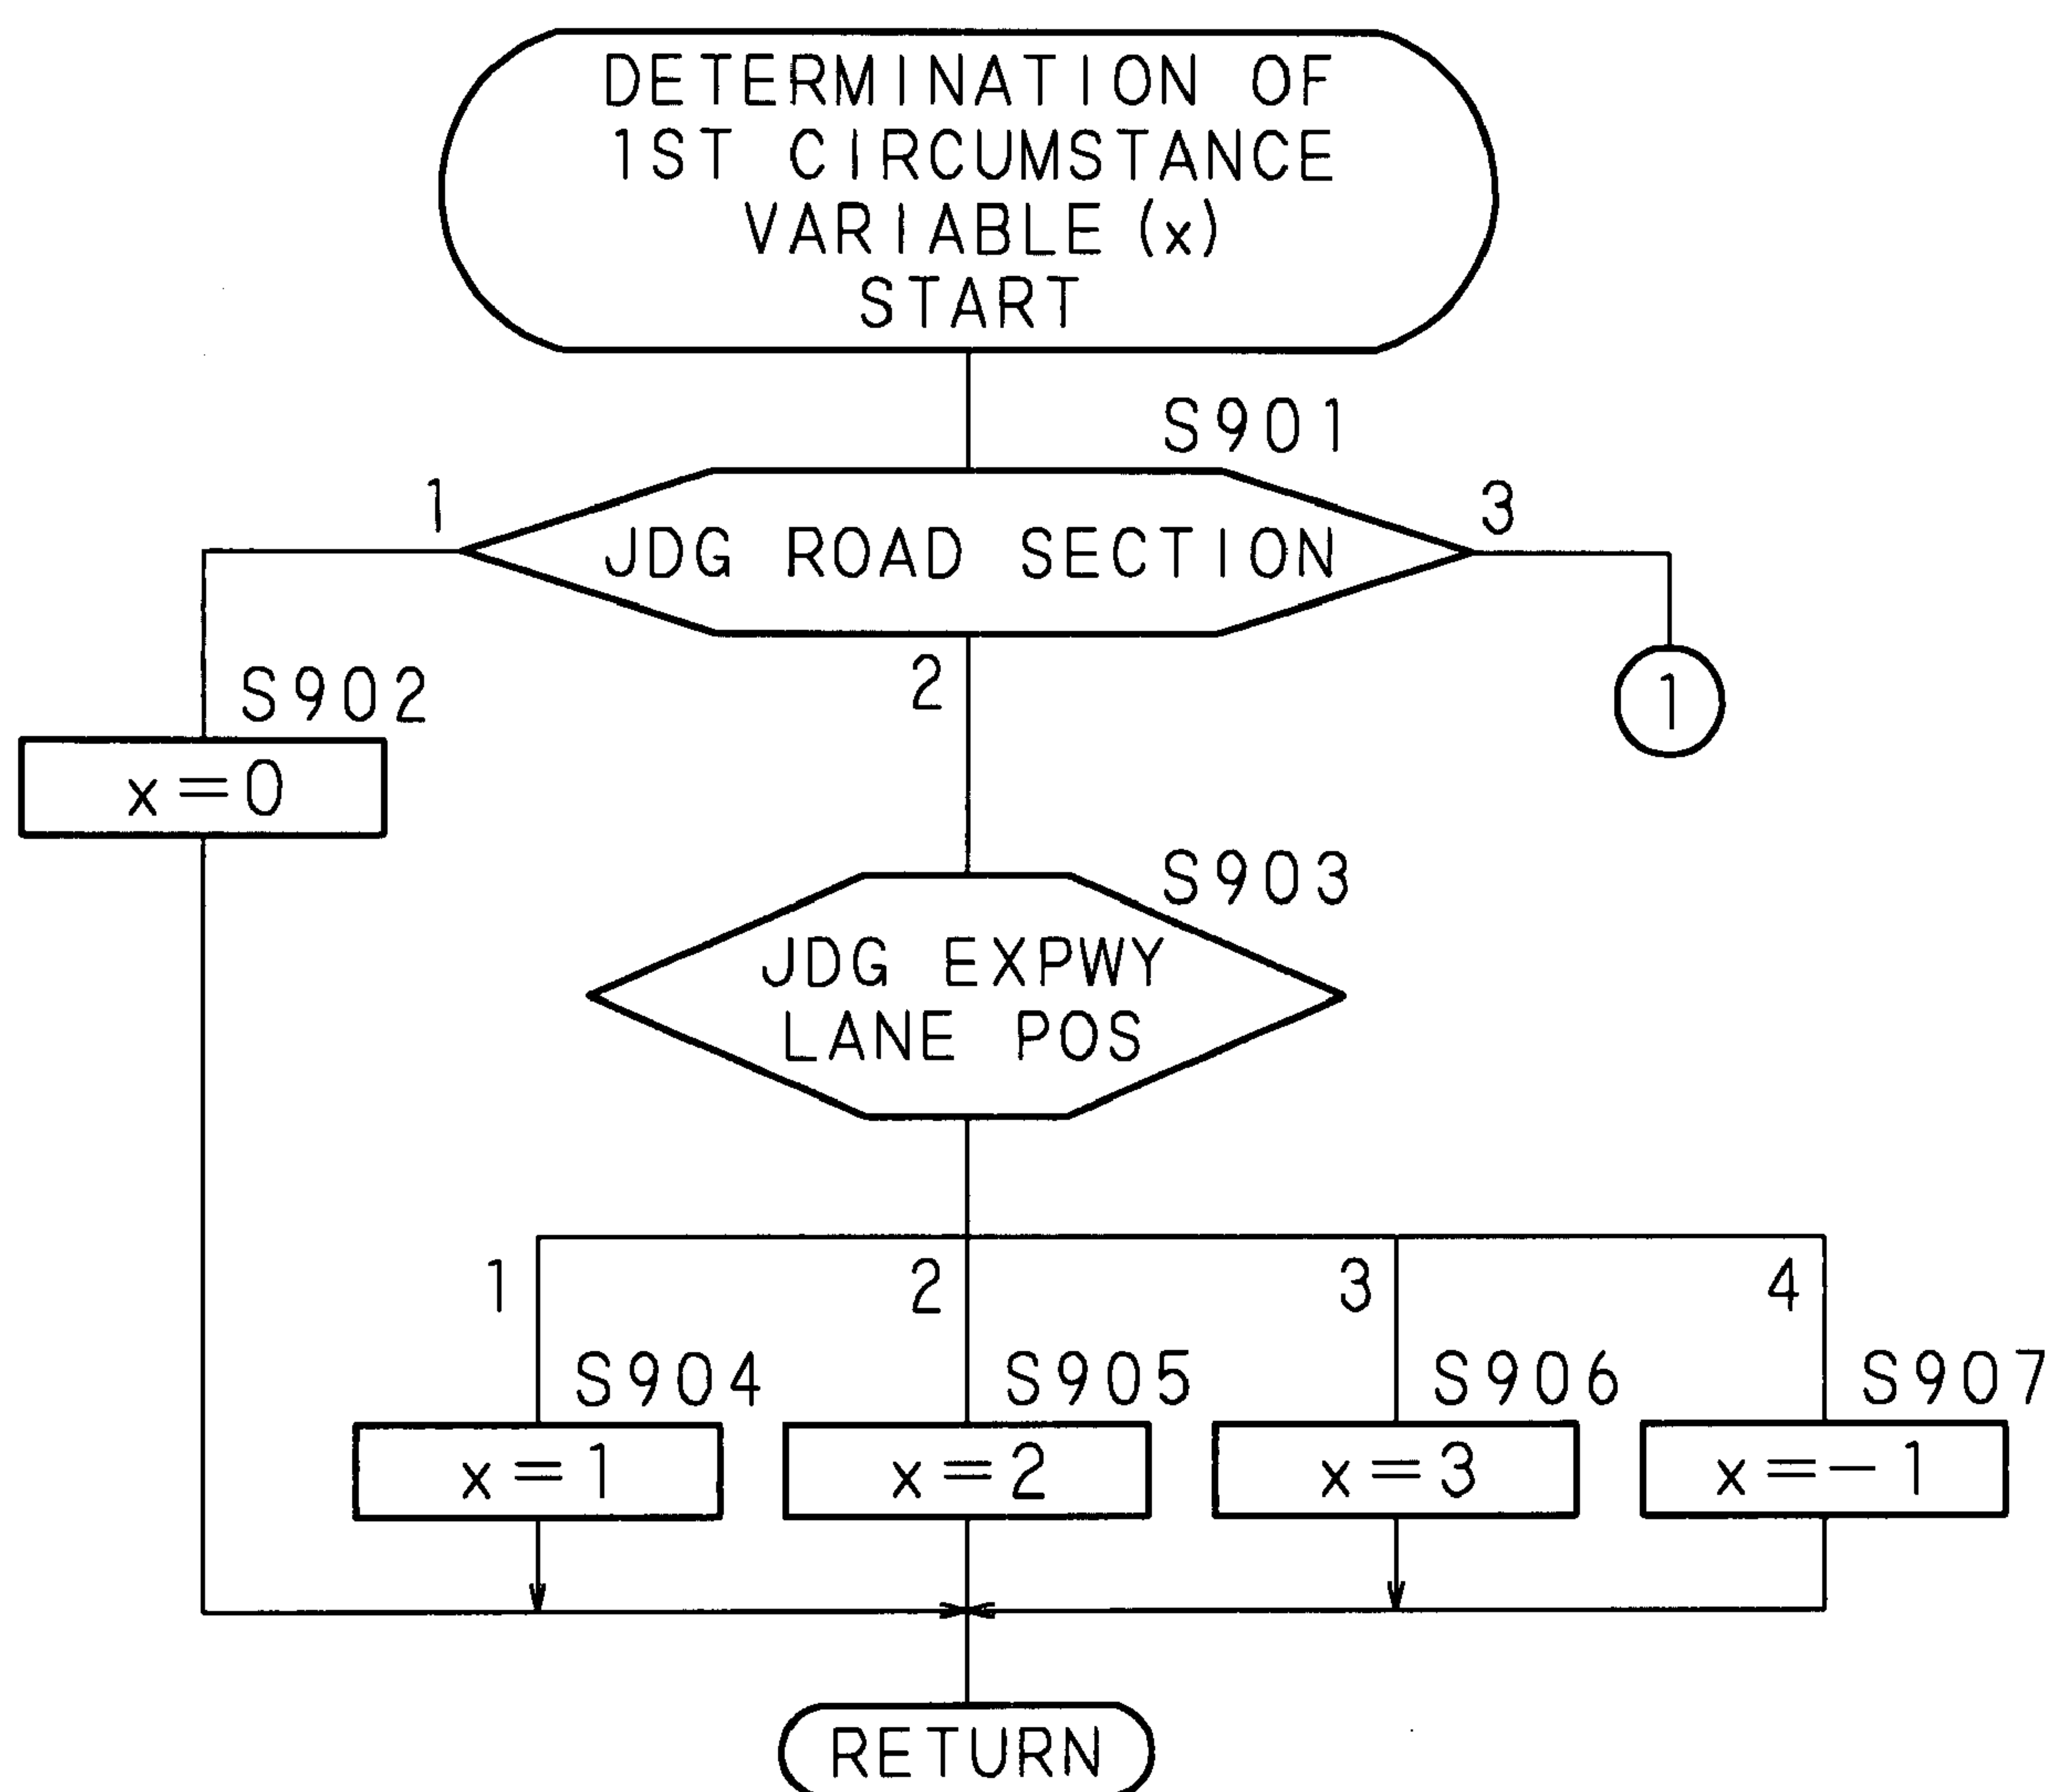 DETERMINATION OF
1ST CIRCUMSTANCE
VARIABLE (x)
START
S901
1
JDG ROAD SECTION
3
2
1
S902
x=0
S903
JDG EXPWY
LANE POS
1
2
3
4
S904
S905
S906
S907
x=1
x=2
x=3
x=-1
RETURN